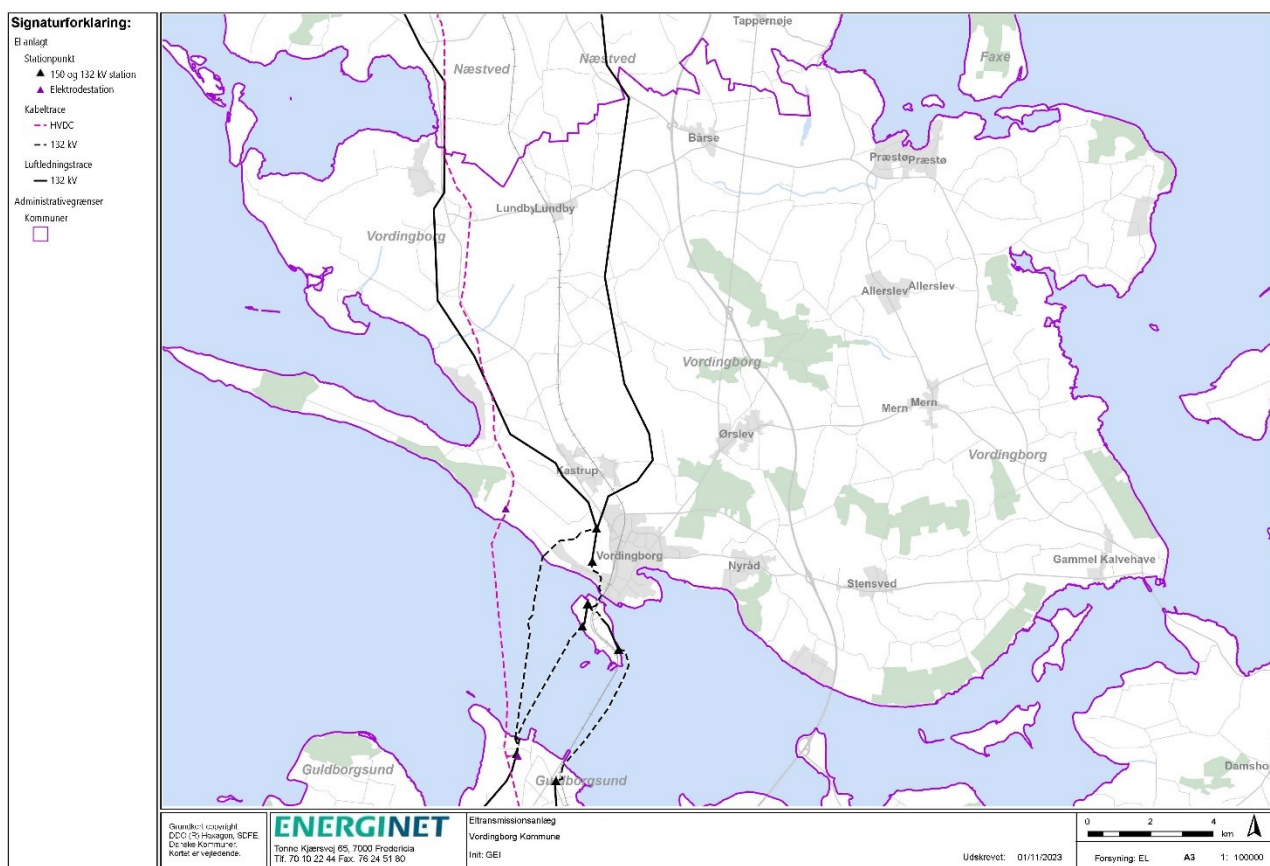 Signaturforklaring:
El anlagt
Stationpunkt
150 og 132 kV station
Elektrodestation
Kabeltrace
HVDC
132 kV
Luftledningstrace
132 kV
Administrativegrænser
Kommuner
Tappernøje
Næstved
Næstved
Faxe
Bårse
Præstø
Præstø
Lundby
Lundby
Vordingborg
Allerslev
Allerslev
Vordingborg
Mern
Mern
Ørslev
Vordingborg
Kastrup
Vordingborg
Nyråd
Stensved
Gammel Kalvehave
Guldborgsund
Guldborgsund
Damsho
Grundkort copyright
DDO (R) Hexagon, SDFE,
Danske Kommuner.
Kortet er vejledende.
ENERGINET
Tonne Kjærsvej 65, 7000 Fredericia
Tlf. 70 10 22 44 Fax. 76 24 51 80
Eltransmissionsanlæg
Vordingborg Kommune
Init: GEI
Udskrevet: 01/11/2023
0 2 4
km
Forsyning: EL A3 1: 100000